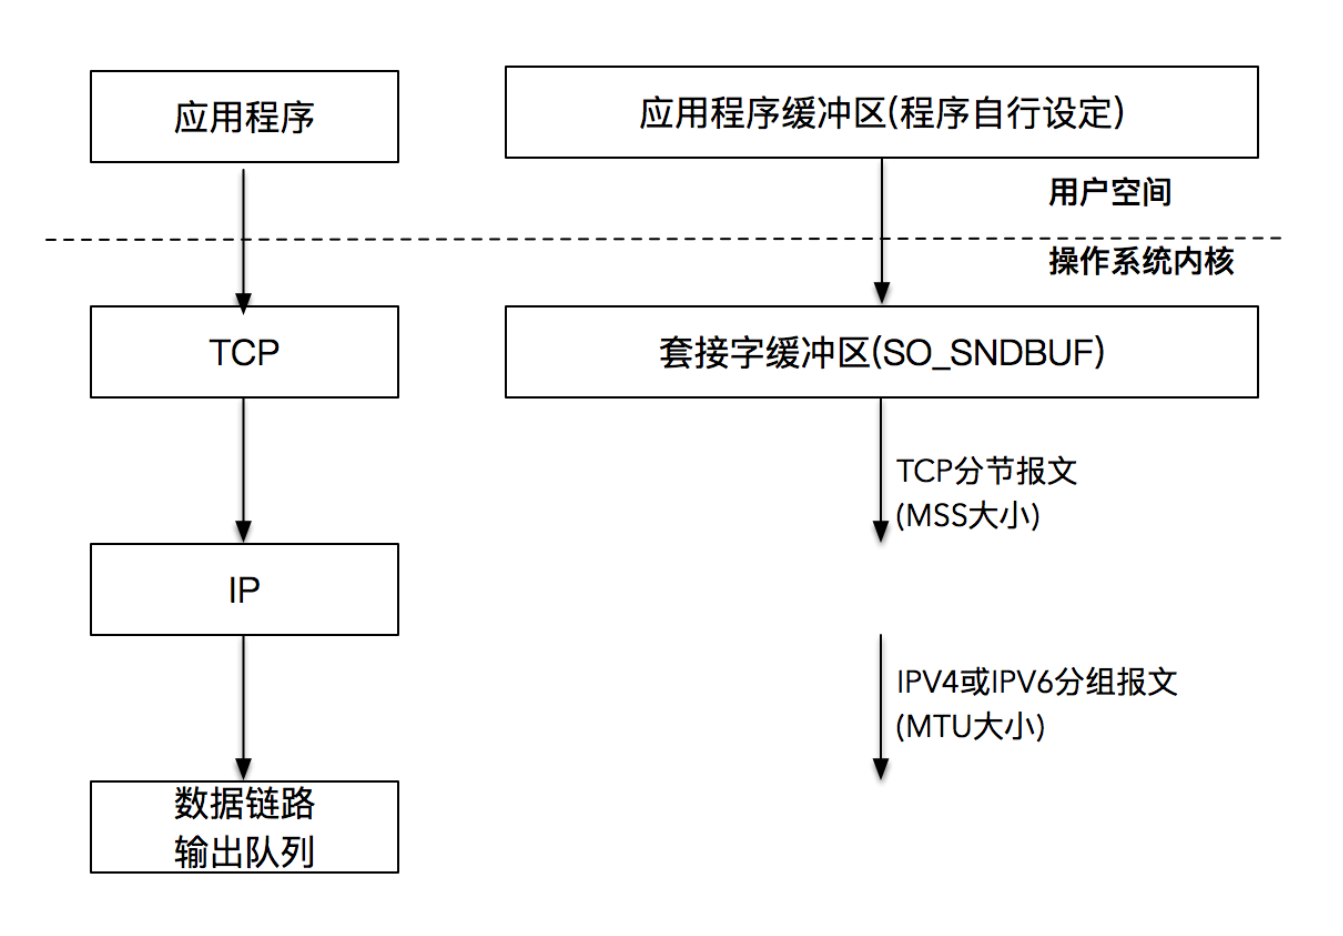 应用程序
应用程序缓冲区(程序自行设定)
用户空间
操作系统内核
TCP
套接字缓冲区(SO_SNDBUF)
TCP分节报文
(MSS大小)
IP
IPV4或IPV6分组报文
(MTU大小)
数据链路
输出队列